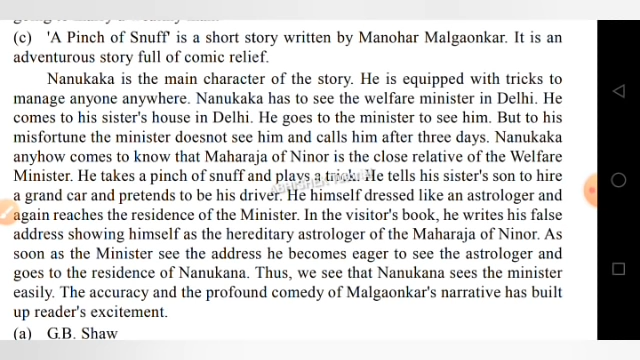 (c) 'A Pinch of Snuff' is a short story written by Manohar Malgaonkar. It is an
adventurous story full of comic relief.
Nanukaka is the main character of the story. He is equipped with tricks to
manage anyone anywhere. Nanukaka has to see the welfare minister in Delhi. He
comes to his sister's house in Delhi. He goes to the minister to see him. But to his
misfortune the minister doesnot see him and calls him after three days. Nanukaka
anyhow comes to know that Maharaja of Ninor is the close relative of the Welfare
Minister. He takes a pinch of snuff and plays a trick. He tells his sister's son to hire
a grand car and pretends to be his driver. He himself dressed like an astrologer and
again reaches the residence of the Minister. In the visitor's book, he writes his false
address showing himself as the hereditary astrologer of the Maharaja of Ninor. As
soon as the Minister see the address he becomes eager to see the astrologer and
goes to the residence of Nanukana. Thus, we see that Nanukana sees the minister
easily. The accuracy and the profound comedy of Malgaonkar's narrative has built
up reader's excitement.
(a) G.B. Shaw